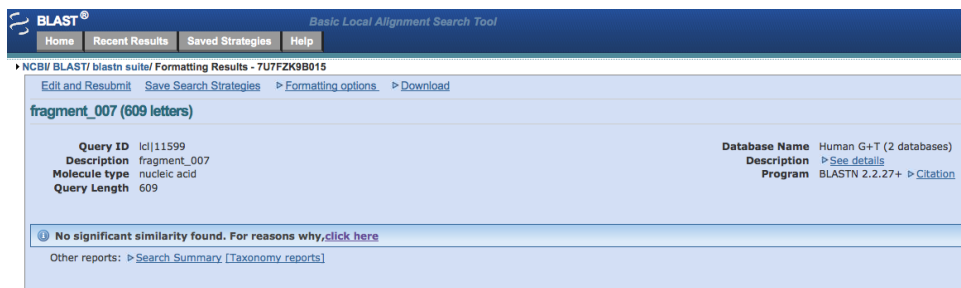 BLAST® Basic Local Alignment Search Tool
Home Recent Results Saved Strategies Help
NCBI/ BLAST/ blastn suite/ Formatting Results - 7U7FZK9B015
Edit and Resubmit Save Search Strategies Formatting options Download
fragment_007 (609 letters)
Query ID lcl|11599
Description fragment_007
Molecule type nucleic acid
Query Length 609
Database Name Human G+T (2 databases)
Description See details
Program BLASTN 2.2.27+ Citation
No significant similarity found. For reasons why,click here
Other reports: Search Summary [Taxonomy reports]